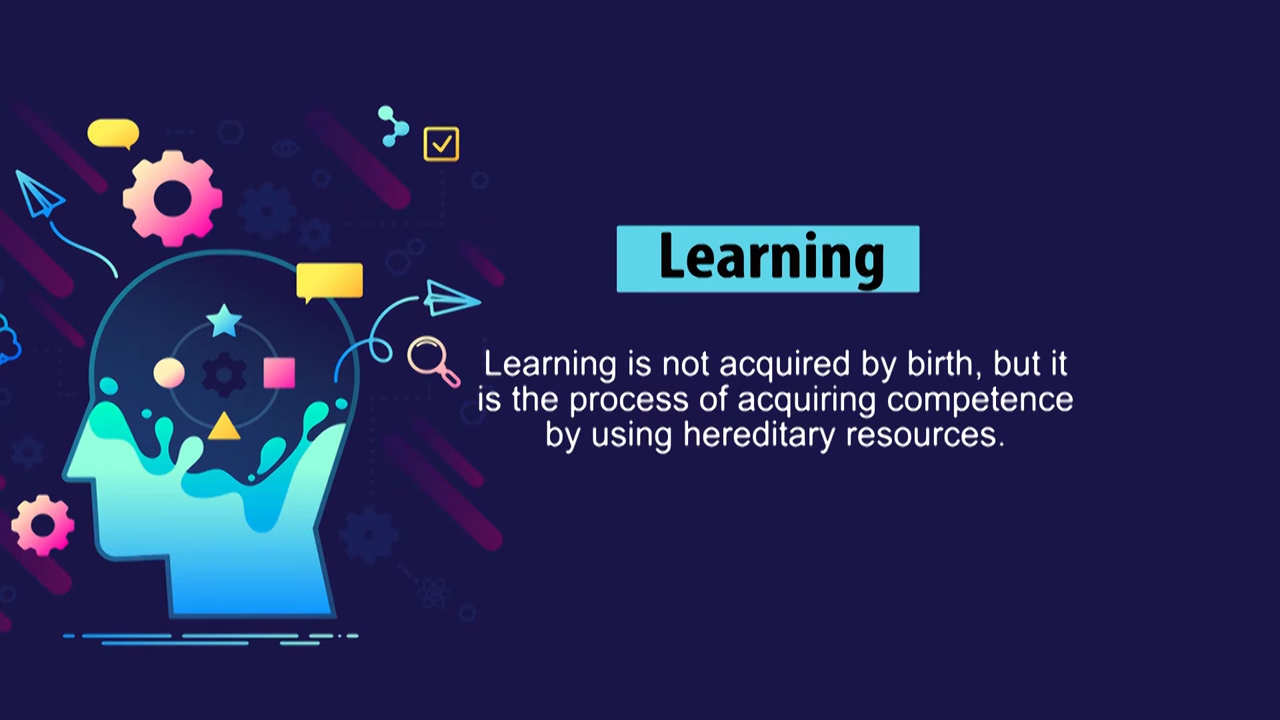 Learning
Learning is not acquired by birth, but it
is the process of acquiring competence
by using hereditary resources.